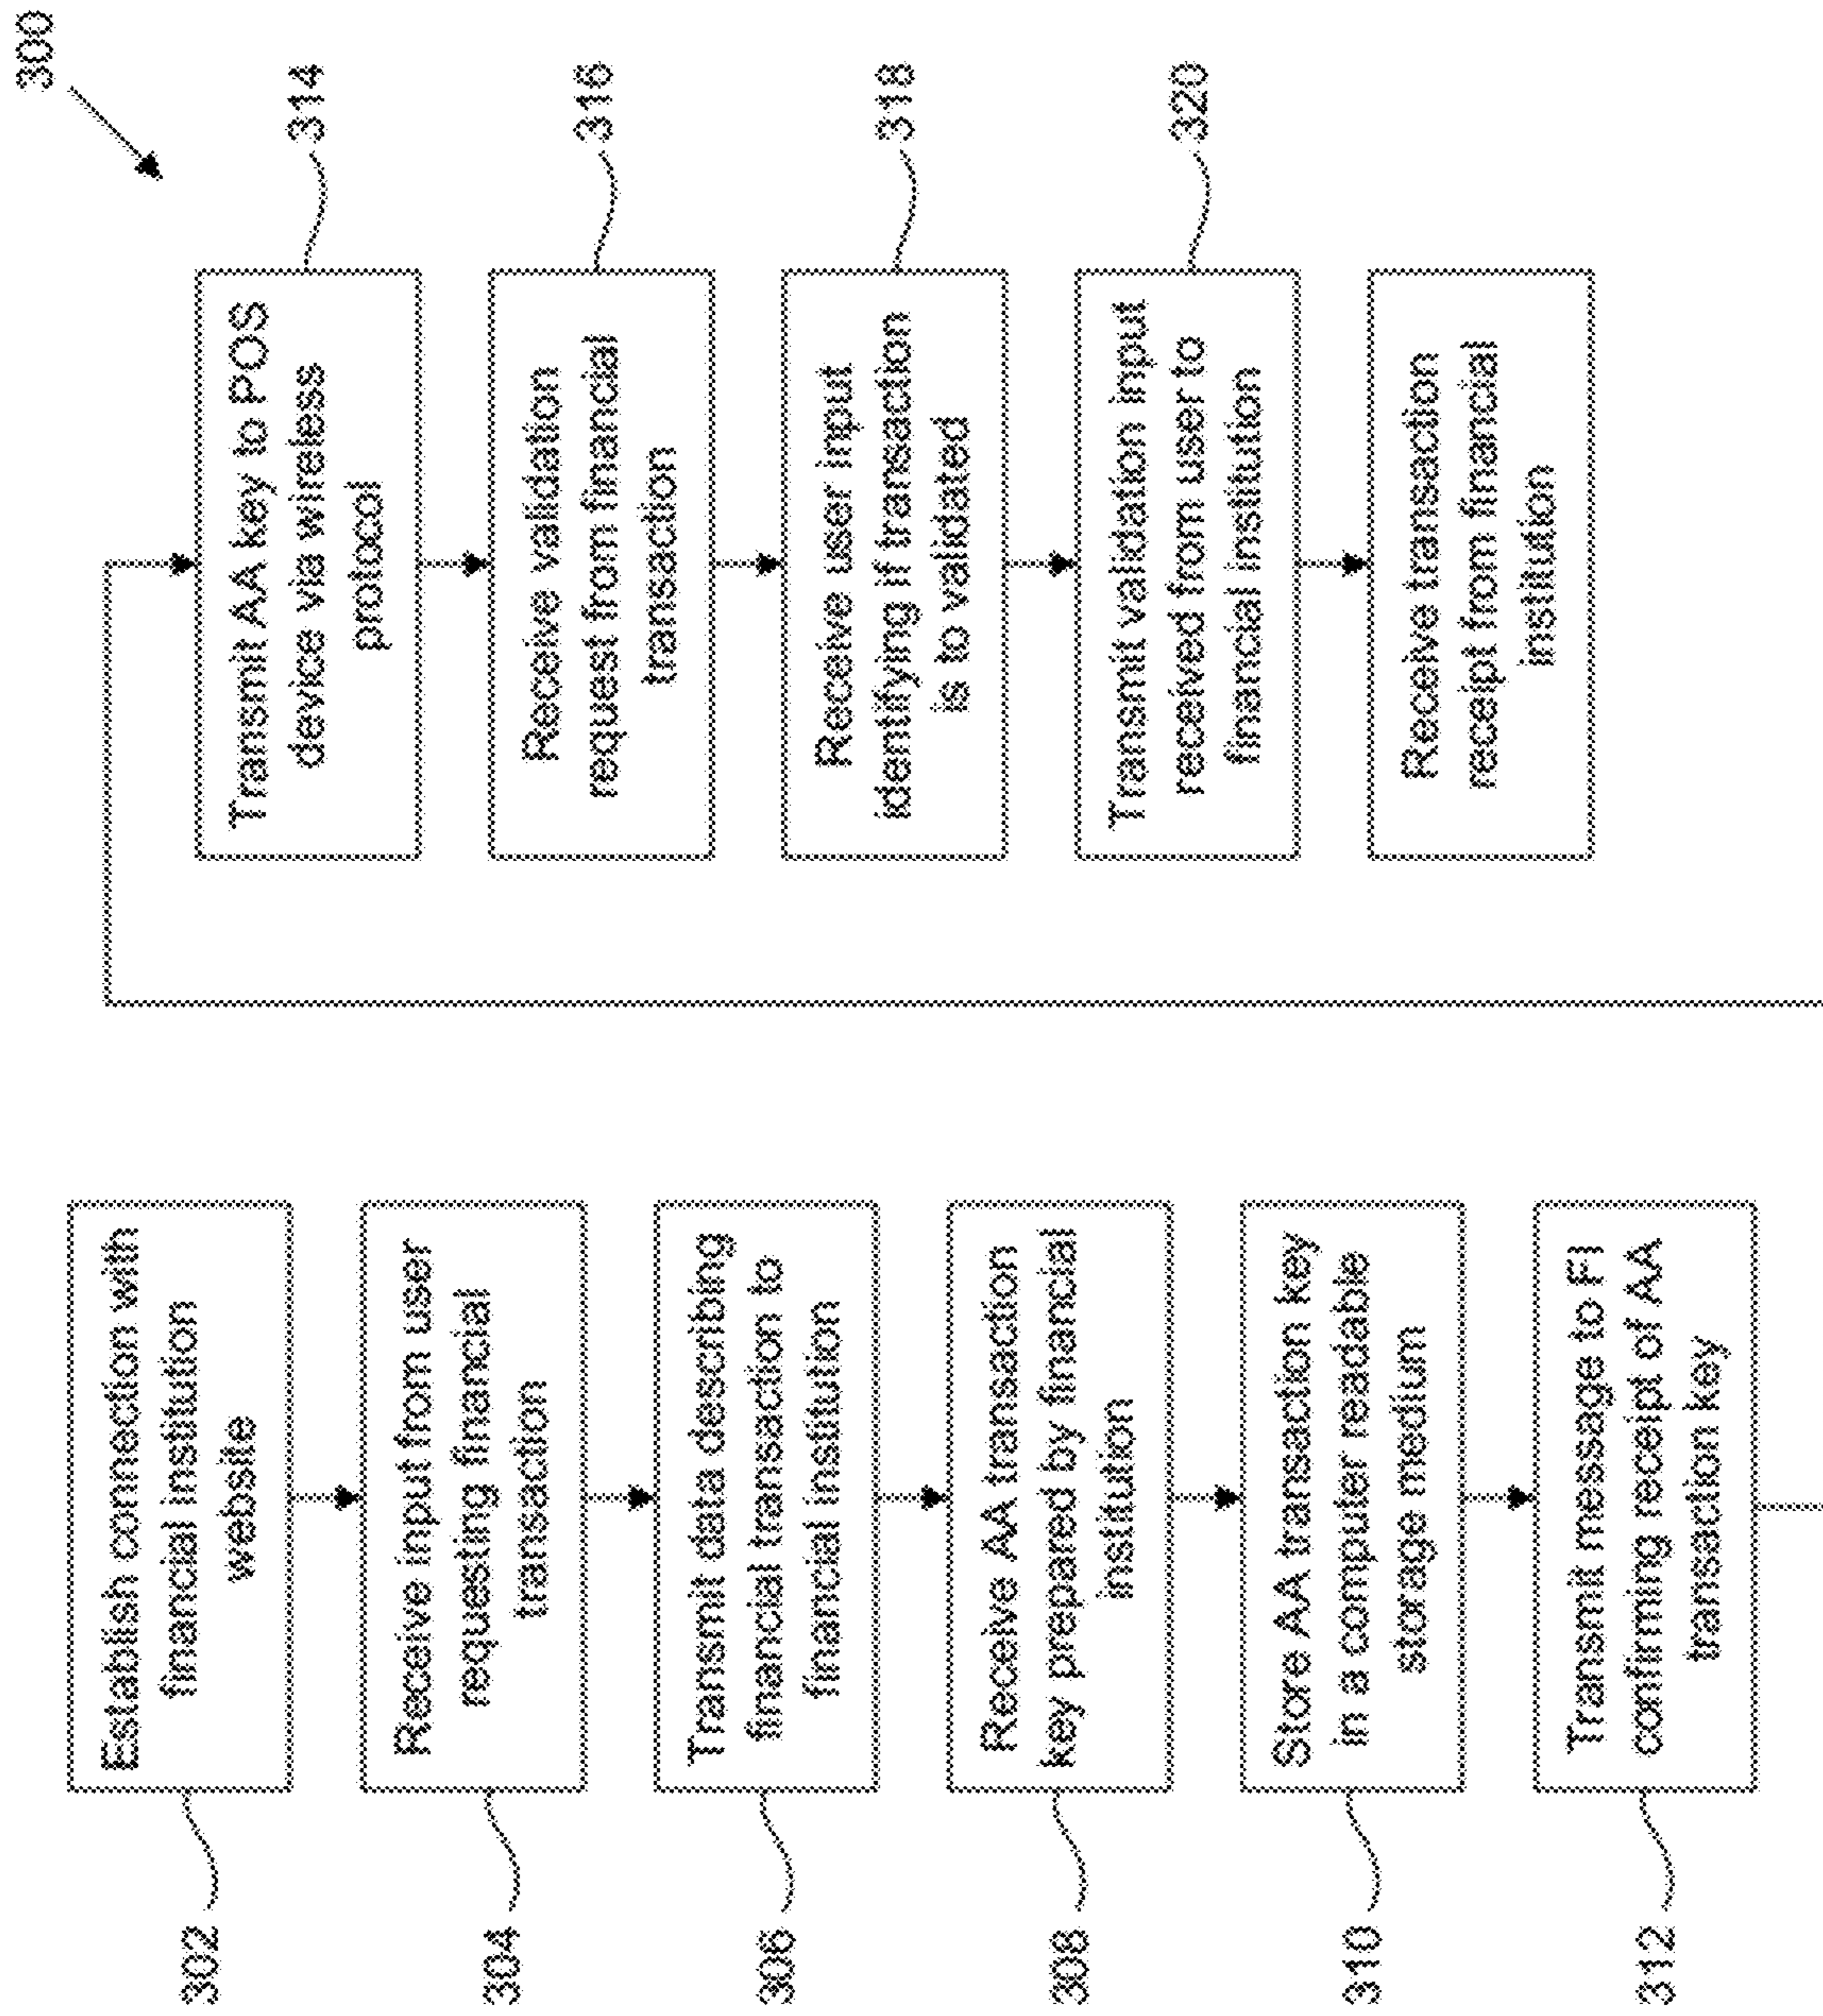 300
302
Establish connection with
financial institution
website
304
Receive input from user
requesting financial
transaction
306
Transmit data describing
financial transaction to
financial institution
308
Receive AA transaction
key prepared by financial
institution
310
Store AA transaction key
in a computer readable
storage medium
312
Transmit message to FI
confirming receipt of AA
transaction key
314
Transmit AA key to POS
device via wireless
protocol
316
Receive validation
request from financial
transaction
318
Receive user input
identifying if transaction
is to validated
320
Transmit validation input
received from user to
financial institution
Receive transaction
receipt from financial
institution